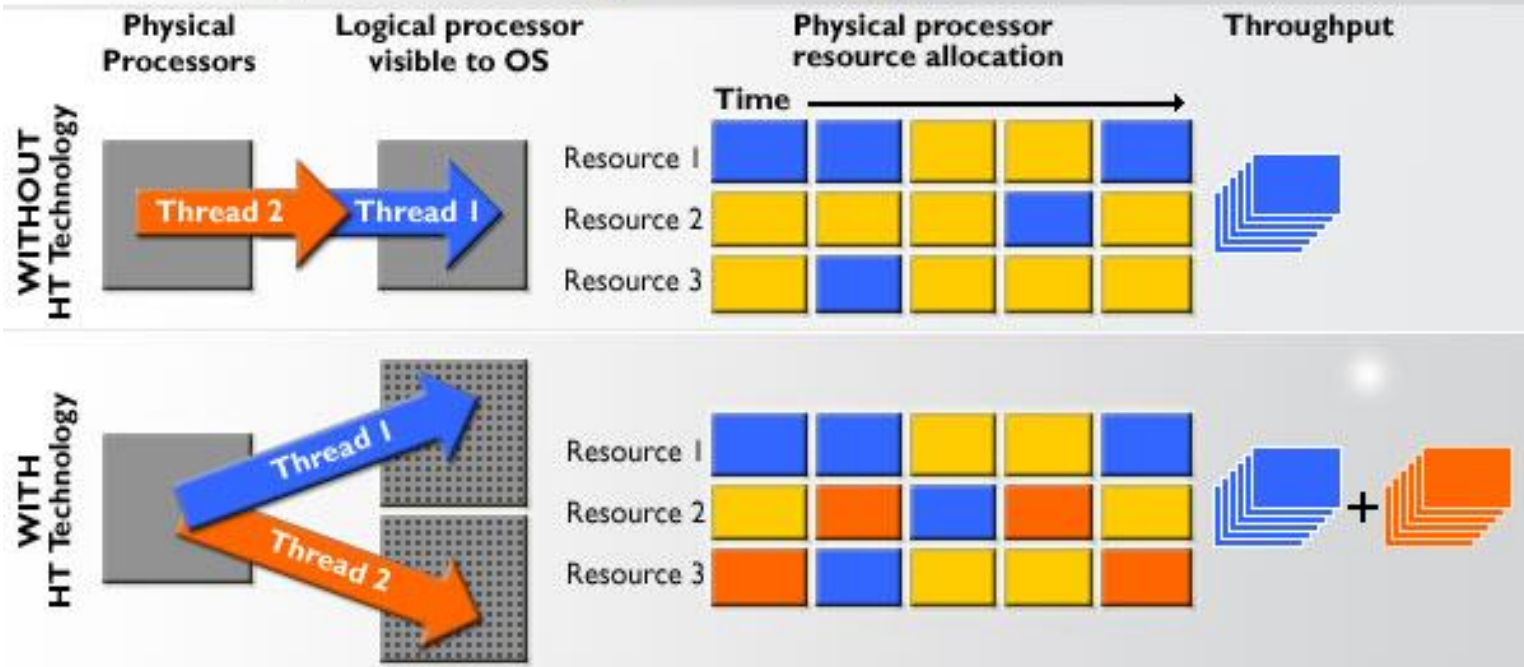 Physical
Processors
Logical processor
visible to OS
Physical processor
resource allocation
Throughput
WITHOUT
HT Technology
Thread 2
Thread 1
Time
Resource 1
Resource 2
Resource 3
WITH
HT Technology
Thread 1
Thread 2
Resource 1
Resource 2
Resource 3
+